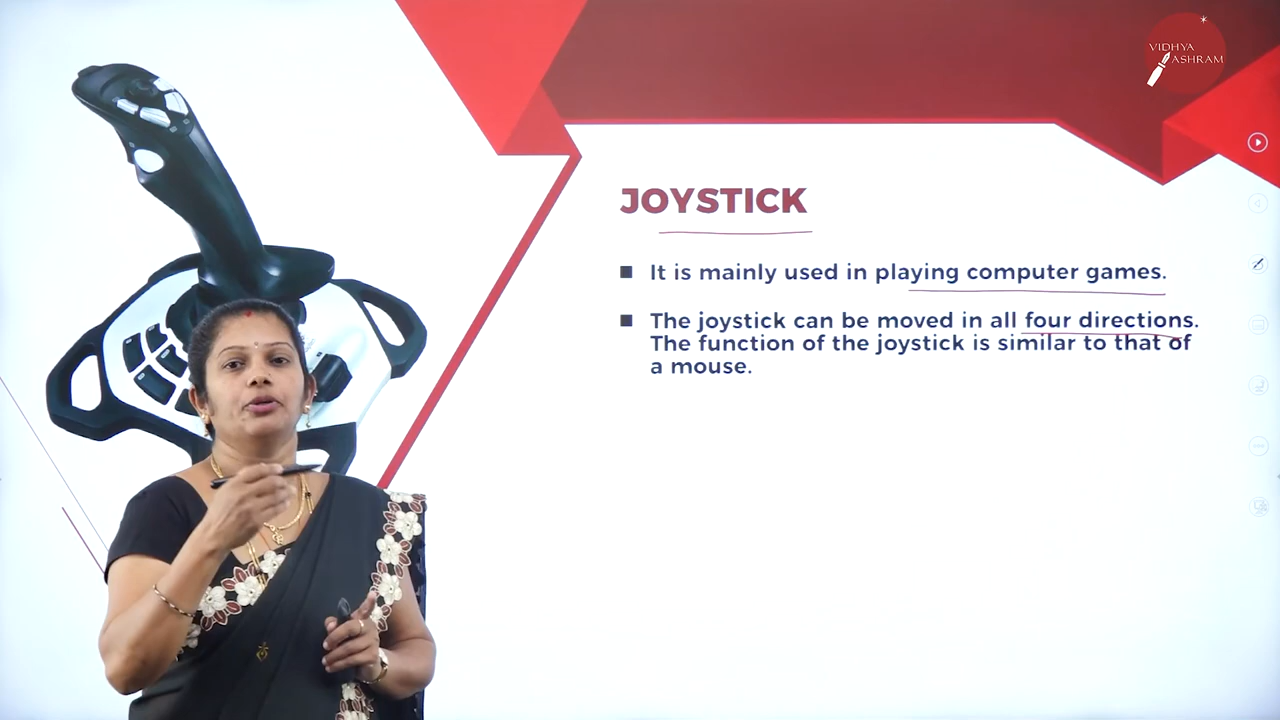 VIDHYA
ASHRAM
JOYSTICK
It is mainly used in playing computer games.
The joystick can be moved in all four directions.
The function of the joystick is similar to that of
a mouse.